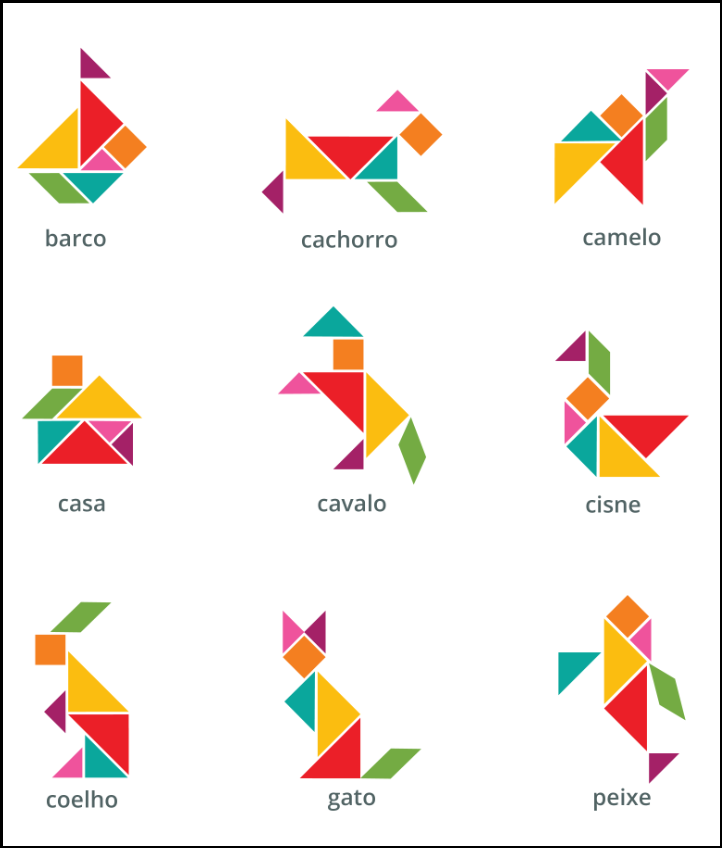 barco
cachorro
camelo
casa
cavalo
cisne
coelho
gato
peixe